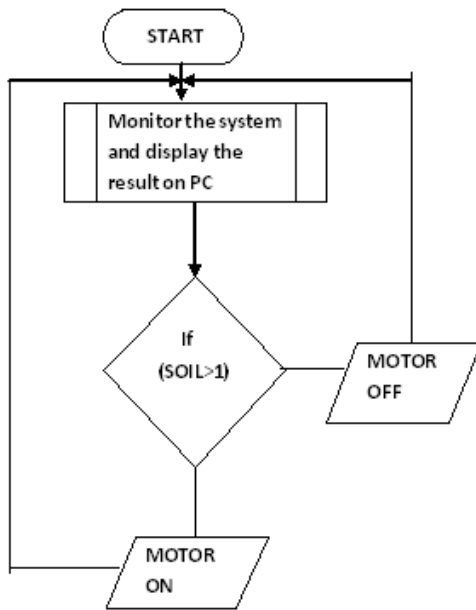 START
Monitor the system
and display the
result on PC
If
(SOIL>1)
MOTOR
OFF
MOTOR
ON